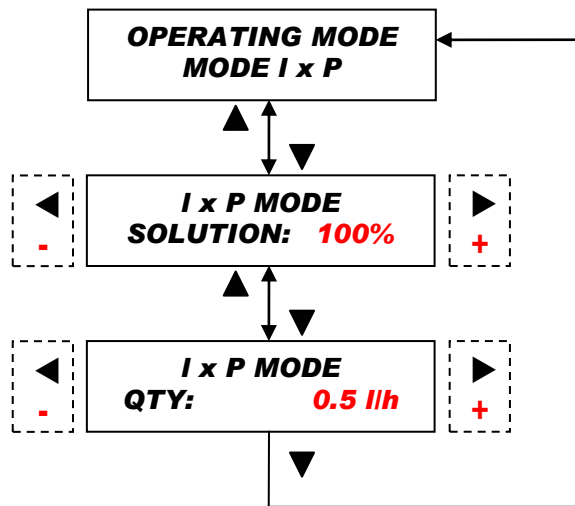 OPERATING MODE
MODE I x P
I x P MODE
SOLUTION: 100%
-
+
I x P MODE
QTY: 0.5 l/h
-
+